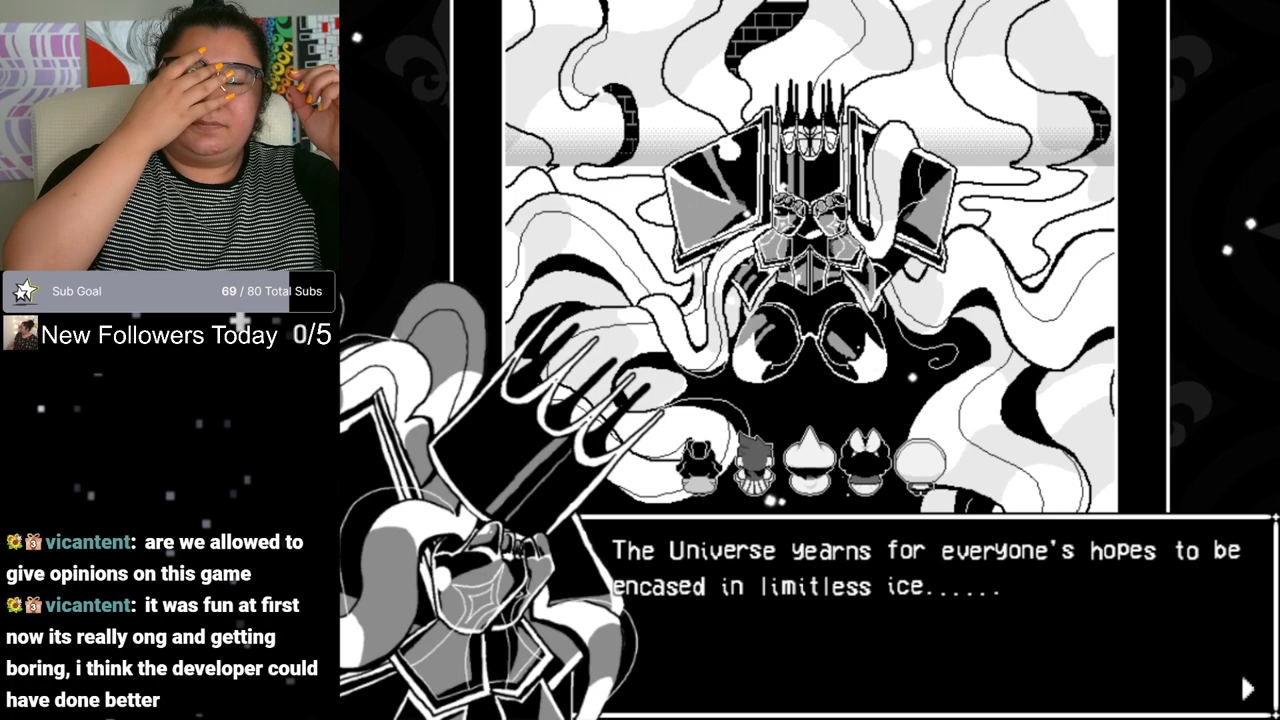 Sub Goal 69 / 80 Total Subs
New Followers Today 0/5
vicantent: are we allowed to
give opinions on this game
vicantent: it was fun at first
now its really ong and getting
boring, i think the developer could
have done better
The Universe yearns for everyone's hopes to be
encased in limitless ice......